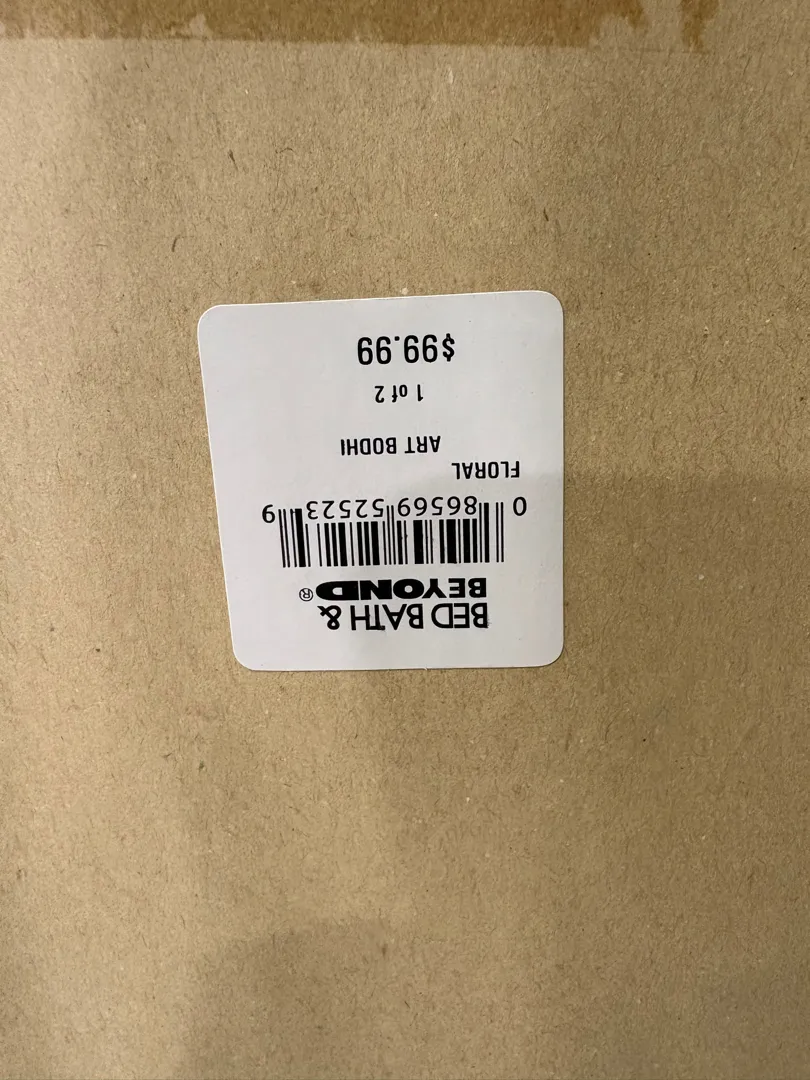 BED BATH &
BEYOND®
0 86569 52523 9
FLORAL
ART BODHI
1 of 2
$99.99